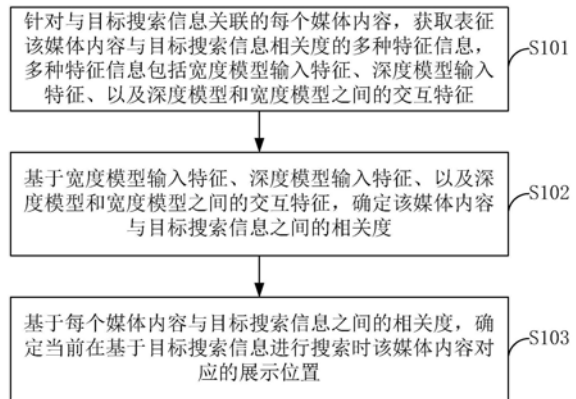 针对与目标搜索信息关联的每个媒体内容，获取表征
该媒体内容与目标搜索信息相关度的多种特征信息，
多种特征信息包括宽度模型输入特征、深度模型输入
特征、以及深度模型和宽度模型之间的交互特征
S101
基于宽度模型输入特征、深度模型输入特征、以及深
度模型和宽度模型之间的交互特征，确定该媒体内容
与目标搜索信息之间的相关度
S102
基于每个媒体内容与目标搜索信息之间的相关度，确
定当前在基于目标搜索信息进行搜索时该媒体内容对
应的展示位置
S103